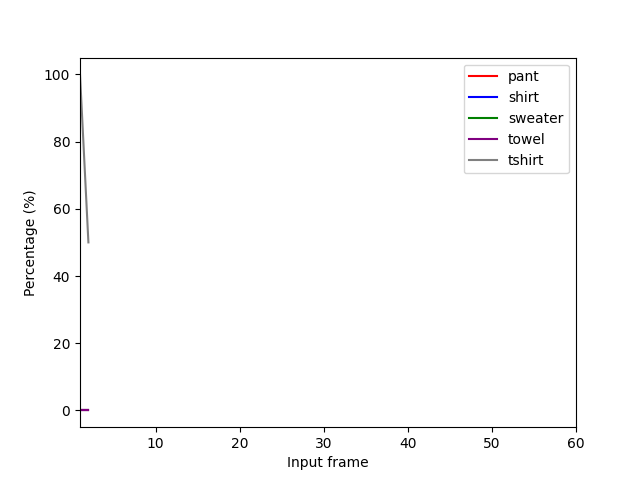 100
80
60
40
20
0
Percentage (%)
pant
shirt
sweater
towel
tshirt
10 20 30 40 50 60
Input frame